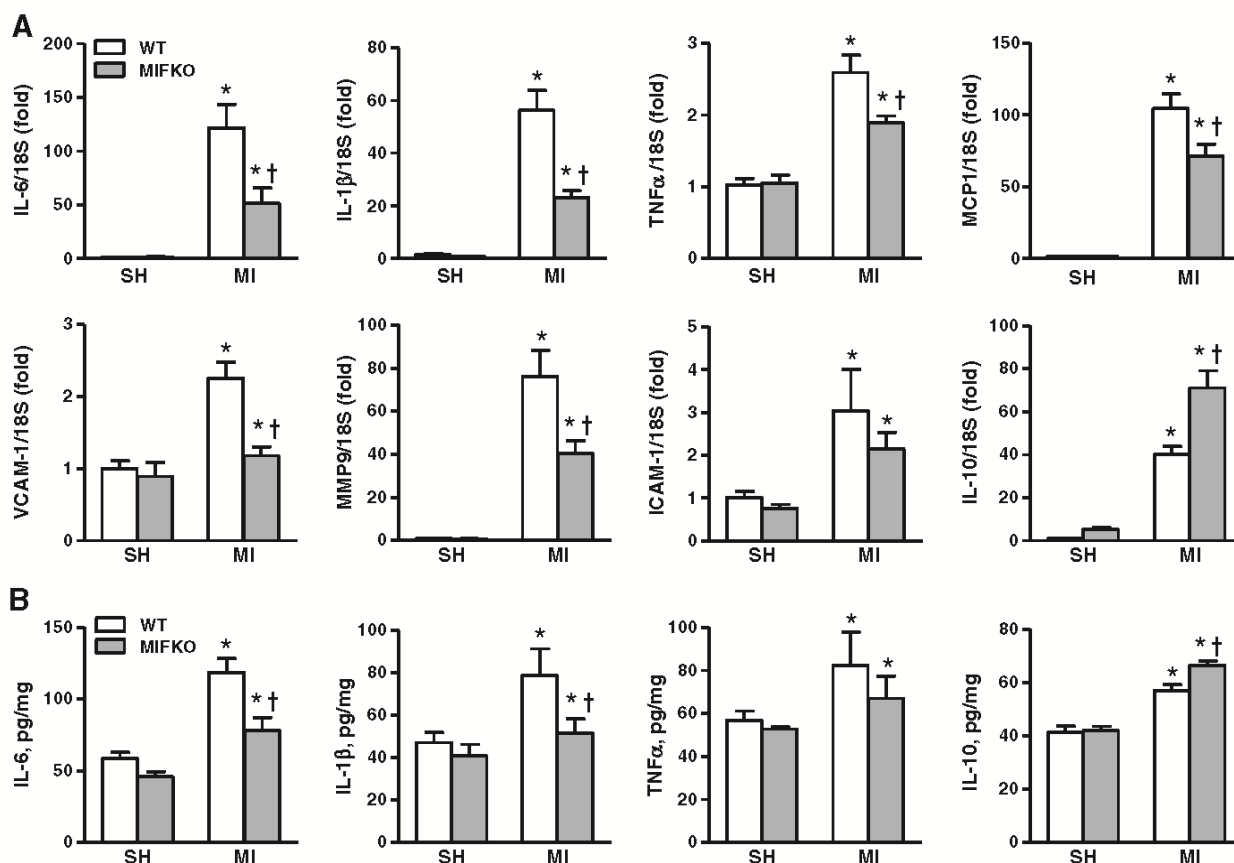 A
WT
MIFKO
IL-6/18S (fold)
200
150
100
50
0
*
* †
SH MI
IL-1β/18S (fold)
80
60
40
20
0
*
* †
SH MI
TNFα/18S (fold)
3
2
1
0
*
* †
SH MI
MCP1/18S (fold)
150
100
50
0
*
* †
SH MI
VCAM-1/18S (fold)
3
2
1
0
*
* †
SH MI
MMP9/18S (fold)
100
80
60
40
20
0
*
* †
SH MI
ICAM-1/18S (fold)
5
4
3
2
1
0
*
*
SH MI
IL-10/18S (fold)
100
80
60
40
20
0
*
* †
SH MI
B
WT
MIFKO
IL-6, pg/mg
150
100
50
0
*
* †
SH MI
IL-1β, pg/mg
100
80
60
40
20
0
*
* †
SH MI
TNFα, pg/mg
100
80
60
40
20
0
*
*
SH MI
IL-10, pg/mg
80
60
40
20
0
*
* †
SH MI